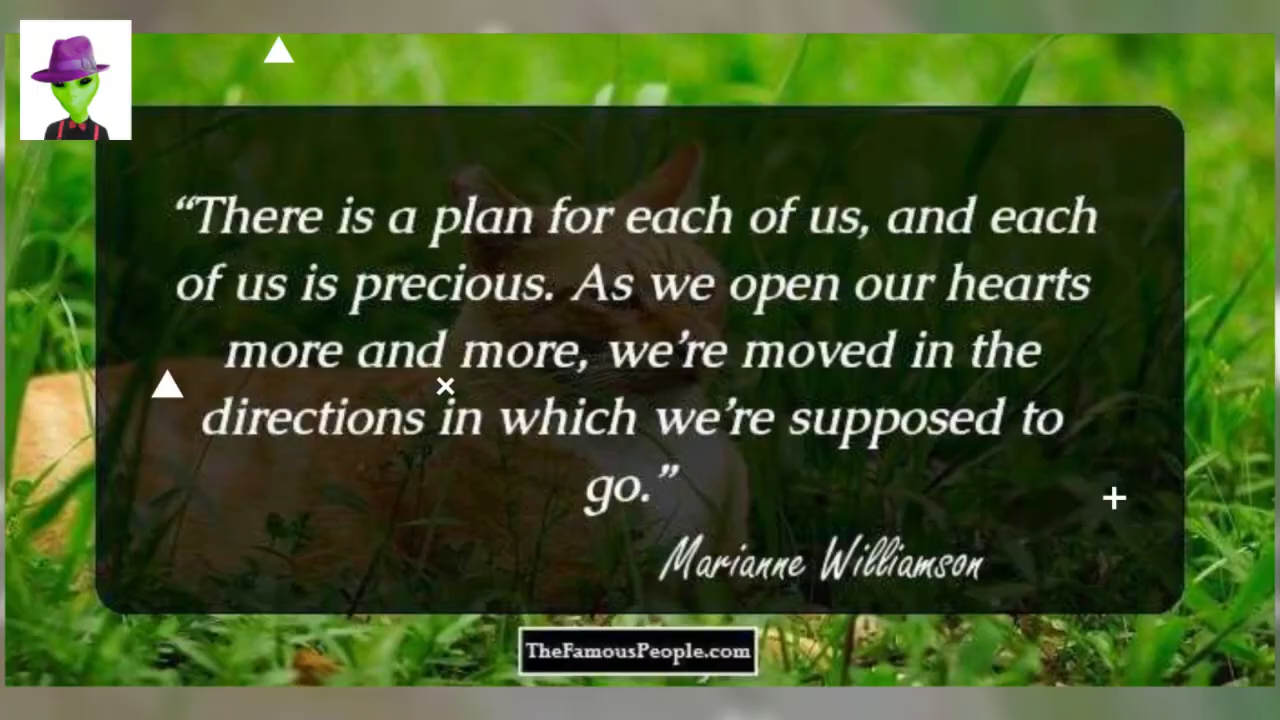 “There is a plan for each of us, and each
of us is precious. As we open our hearts
more and more, we’re moved in the
directions in which we’re supposed to
go.”
Marianne Williamson
TheFamousPeople.com